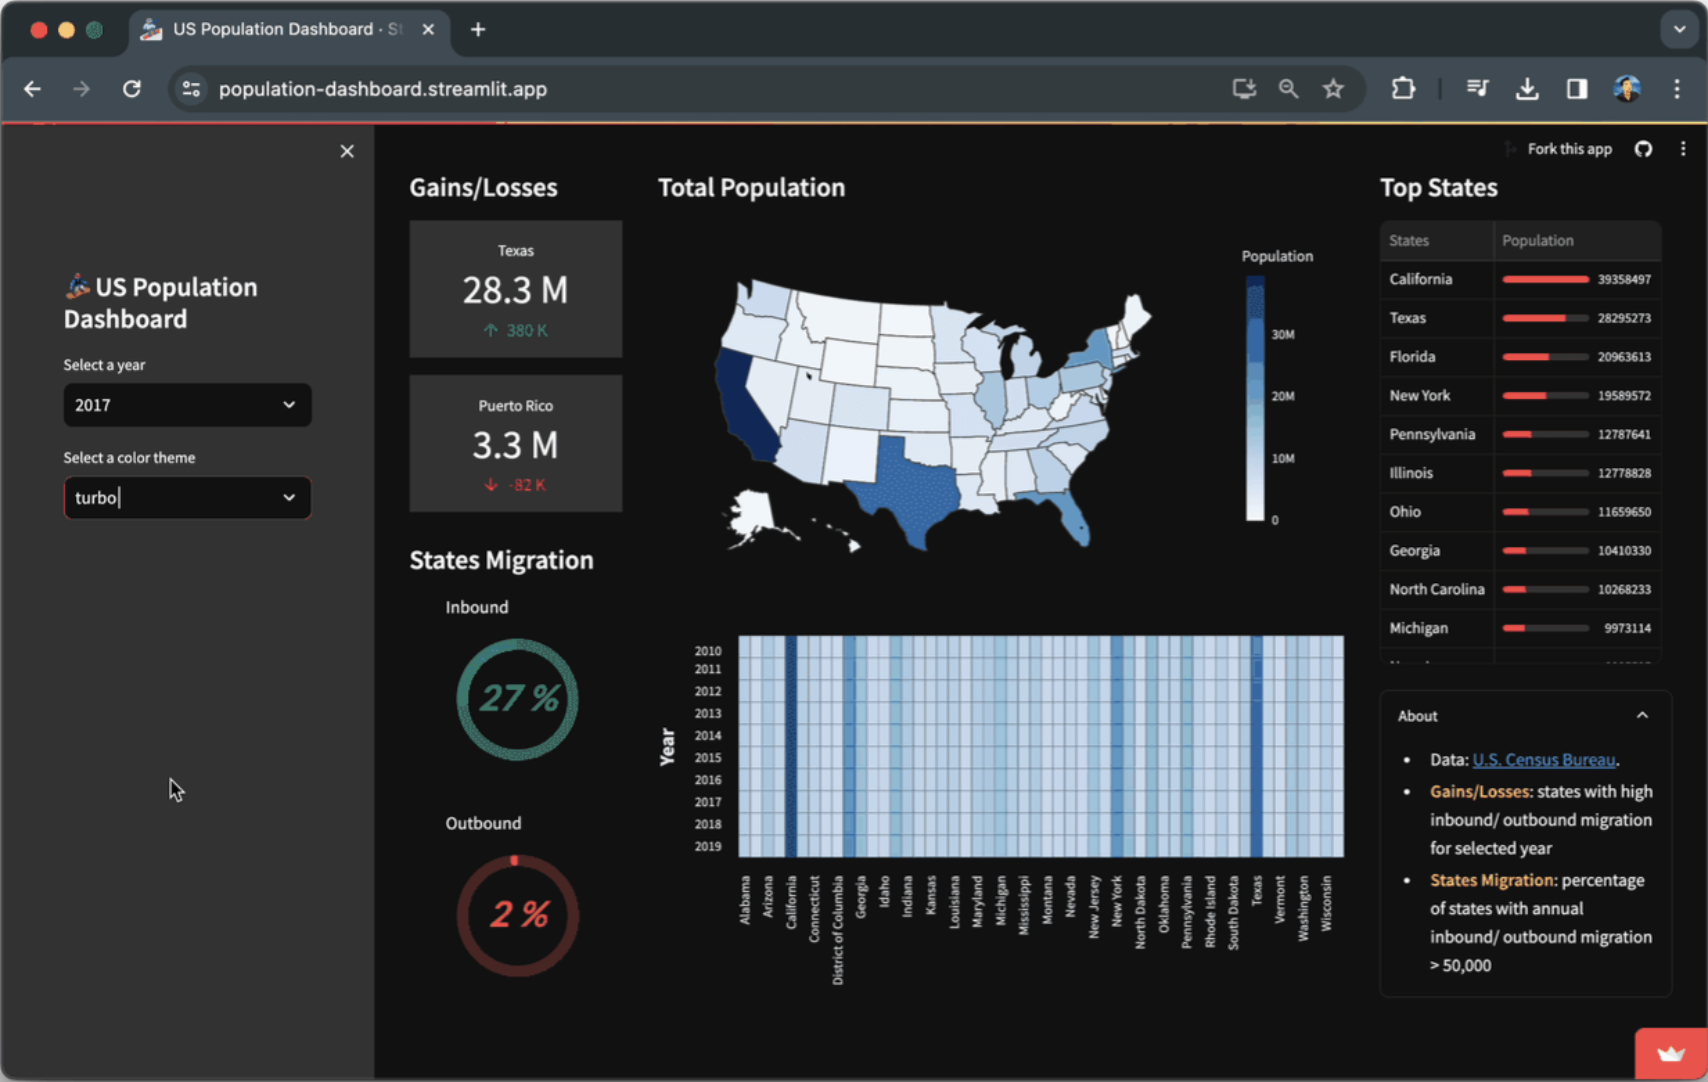 US Population Dashboard · St
population-dashboard.streamlit.app
Fork this app
US Population
Dashboard
Select a year
2017
Select a color theme
turbo
Gains/Losses
Texas
28.3 M
↑ 380 K
Puerto Rico
3.3 M
↓ -82 K
States Migration
Inbound
27 %
Outbound
2 %
Total Population
Population
30M
20M
10M
0
Year
2010
2011
2012
2013
2014
2015
2016
2017
2018
2019
Alabama
Arizona
California
Connecticut
District of Columbia
Georgia
Idaho
Indiana
Kansas
Louisiana
Maryland
Michigan
Mississippi
Montana
Nevada
New Jersey
New York
North Dakota
Oklahoma
Pennsylvania
Rhode Island
South Dakota
Texas
Vermont
Washington
Wisconsin
Top States
States Population
California 39358497
Texas 28295273
Florida 20963613
New York 19589572
Pennsylvania 12787641
Illinois 12778828
Ohio 11659650
Georgia 10410330
North Carolina 10268233
Michigan 9973114
About
• Data: U.S. Census Bureau.
• Gains/Losses: states with high
inbound/ outbound migration
for selected year
• States Migration: percentage
of states with annual
inbound/ outbound migration
> 50,000